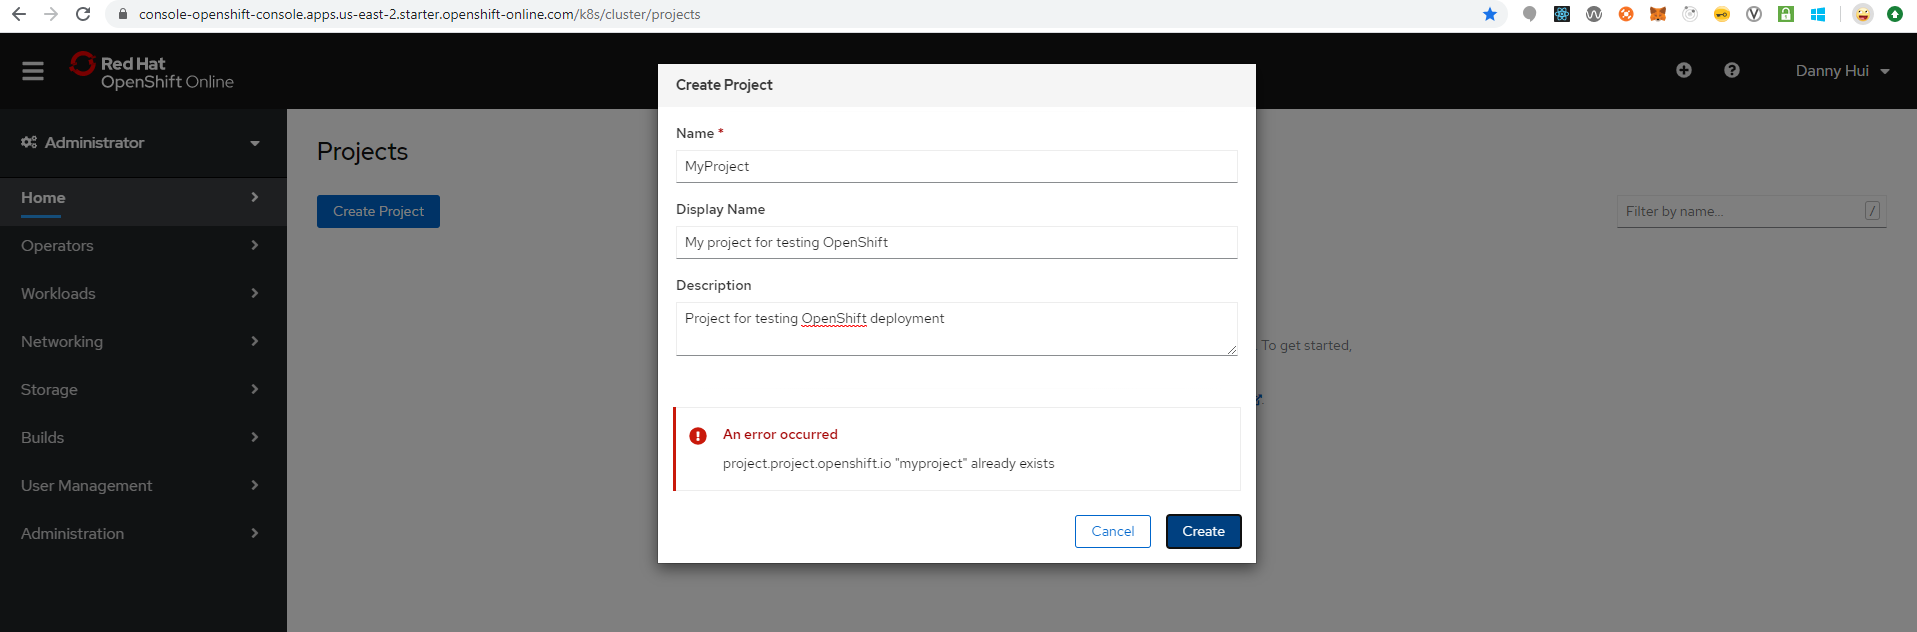 console-openshift-console.apps.us-east-2.starter.openshift-online.com/k8s/cluster/projects
Red Hat
OpenShift Online
Danny Hui
Administrator
Home
Operators
Workloads
Networking
Storage
Builds
User Management
Administration
Projects
Create Project
Filter by name...
/
To get started,
Create Project
Name *
MyProject
Display Name
My project for testing OpenShift
Description
Project for testing OpenShift deployment
An error occurred
project.project.openshift.io "myproject" already exists
Cancel
Create